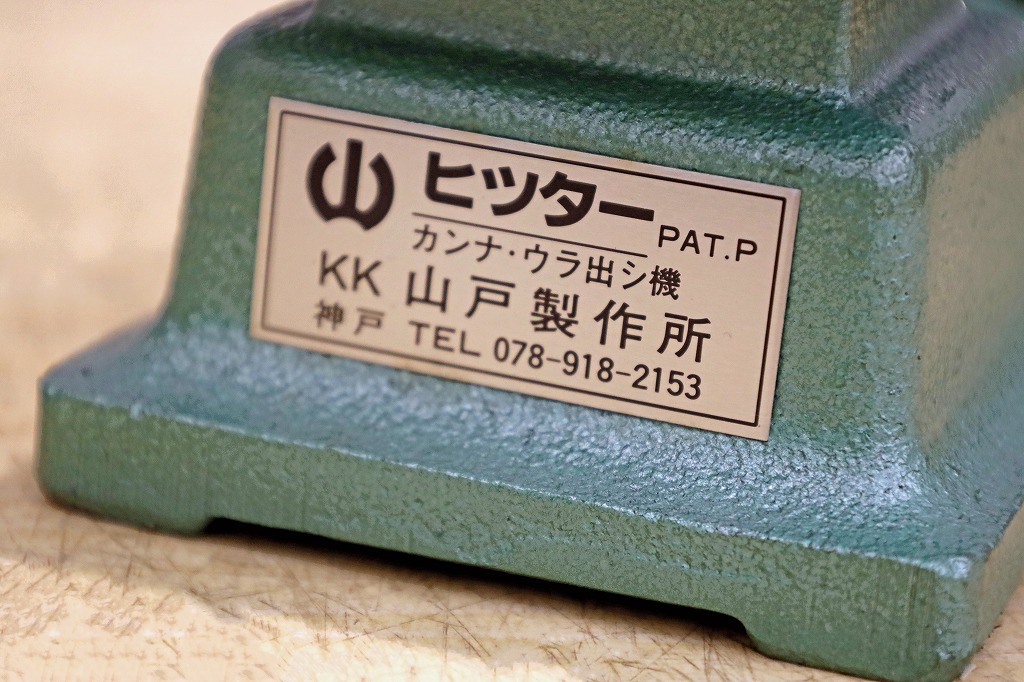 山 ヒッター PAT.P
カンナ・ウラ出シ機
KK 山戸製作所
神戸 TEL 078-918-2153